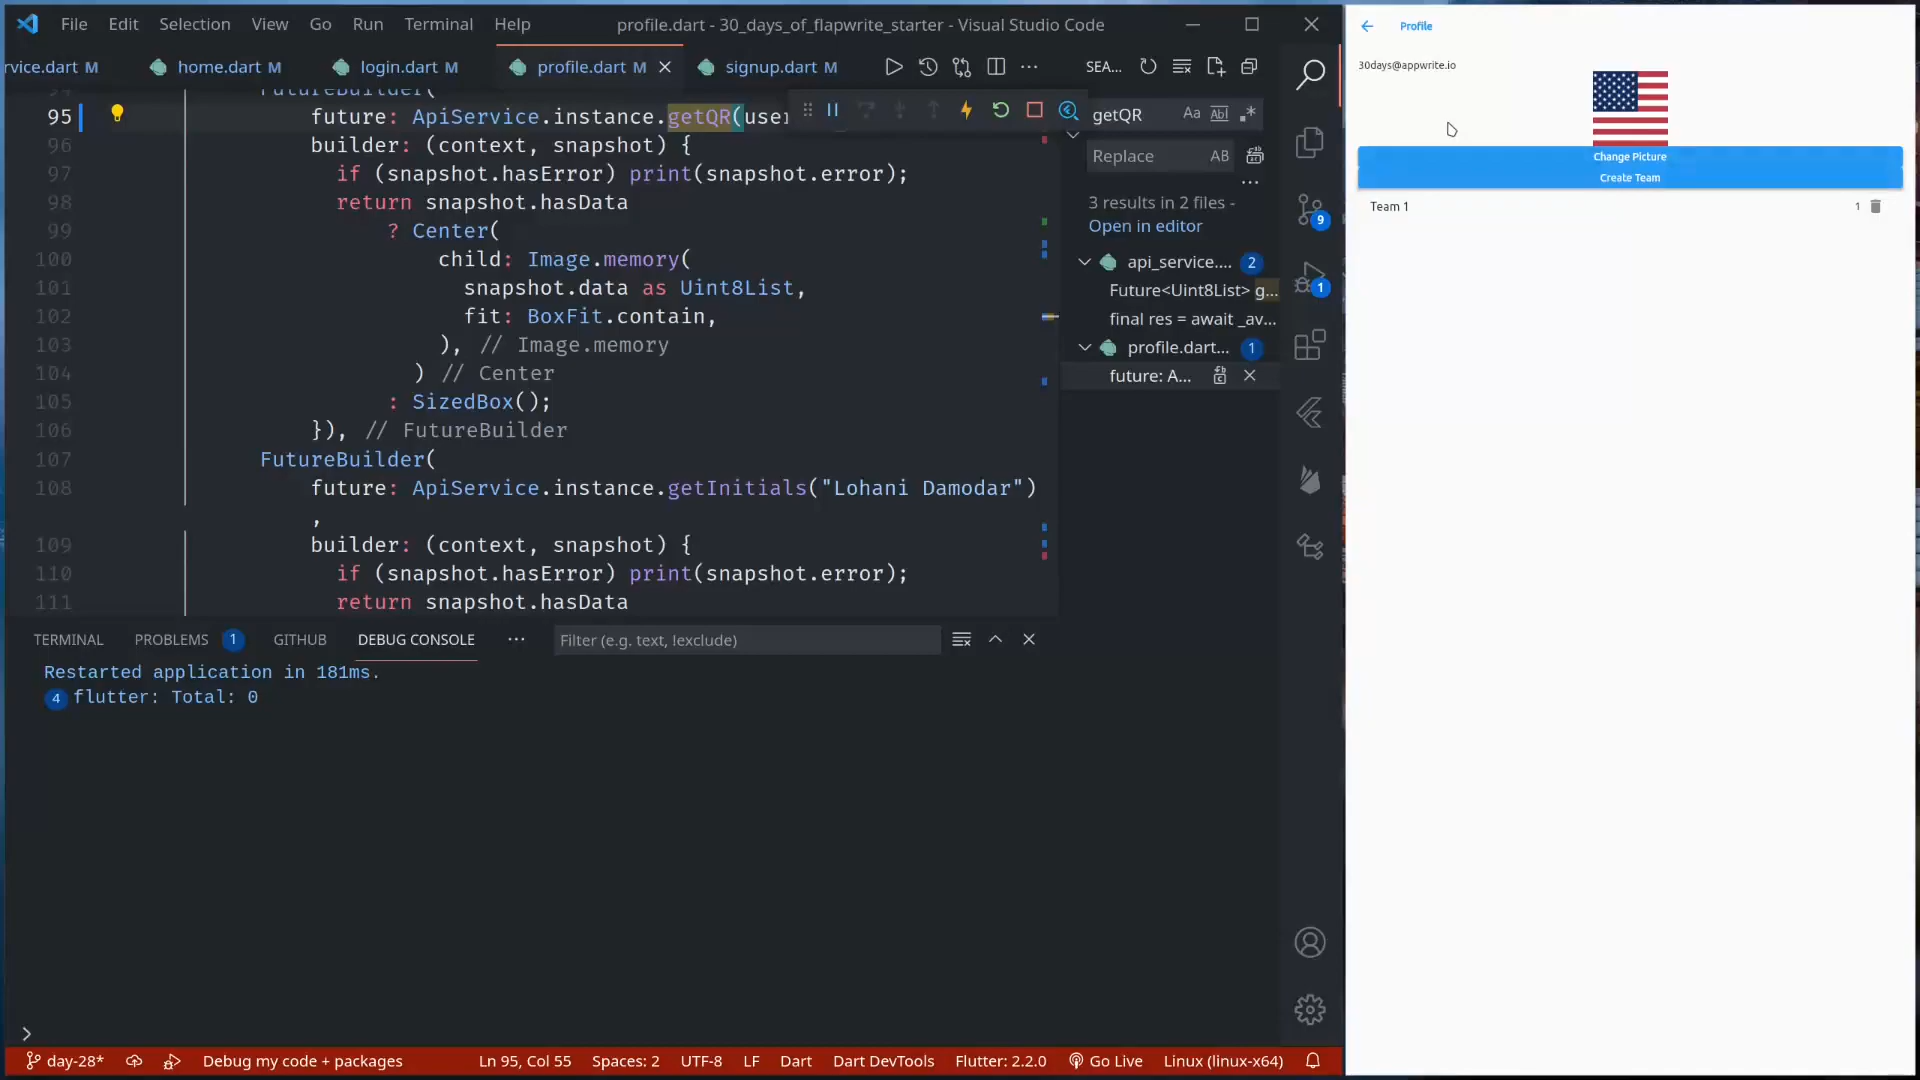 File Edit Selection View Go Run Terminal Help
profile.dart - 30_days_of_flapwrite_starter - Visual Studio Code
rvice.dart M
home.dart M
login.dart M
profile.dart M
signup.dart M
SEA...
94
FutureBuilder(
95 future: ApiService.instance.getQR(user
96 builder: (context, snapshot) {
97 if (snapshot.hasError) print(snapshot.error);
98 return snapshot.hasData
99 ? Center(
100 child: Image.memory(
101 snapshot.data as Uint8List,
102 fit: BoxFit.contain,
103 ), // Image.memory
104 ) // Center
105 : SizedBox();
106 }), // FutureBuilder
107 FutureBuilder(
108 future: ApiService.instance.getInitials("Lohani Damodar")
,
109 builder: (context, snapshot) {
110 if (snapshot.hasError) print(snapshot.error);
111 return snapshot.hasData
getQR
Aa
Abl
Replace
AB
3 results in 2 files -
Open in editor
api_service.... 2
Future<Uint8List> g...
final res = await _av...
profile.dart... 1
future: A...
9
1
TERMINAL PROBLEMS 1 GITHUB DEBUG CONSOLE
Filter (e.g. text, !exclude)
Restarted application in 181ms.
4 flutter: Total: 0
day-28*
Debug my code + packages
Ln 95, Col 55 Spaces: 2 UTF-8 LF Dart Dart DevTools Flutter: 2.2.0 Go Live Linux (linux-x64)
Profile
30days@appwrite.io
Change Picture
Create Team
Team 1
1